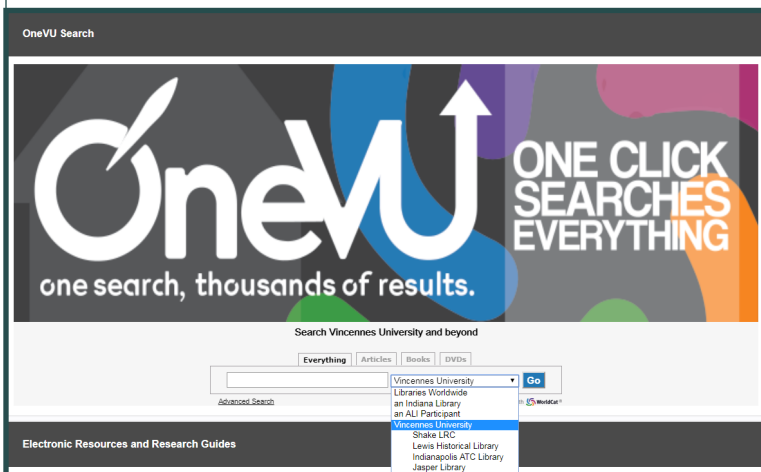 OneVU Search
OneVU
one search, thousands of results.
ONE CLICK
SEARCHES
EVERYTHING
Search Vincennes University and beyond
Everything Articles Books DVDs
Vincennes University Go
Advanced Search
WorldCat®
Libraries Worldwide
an Indiana Library
an ALI Participant
Vincennes University
Shake LRC
Lewis Historical Library
Indianapolis ATC Library
Jasper Library
Electronic Resources and Research Guides